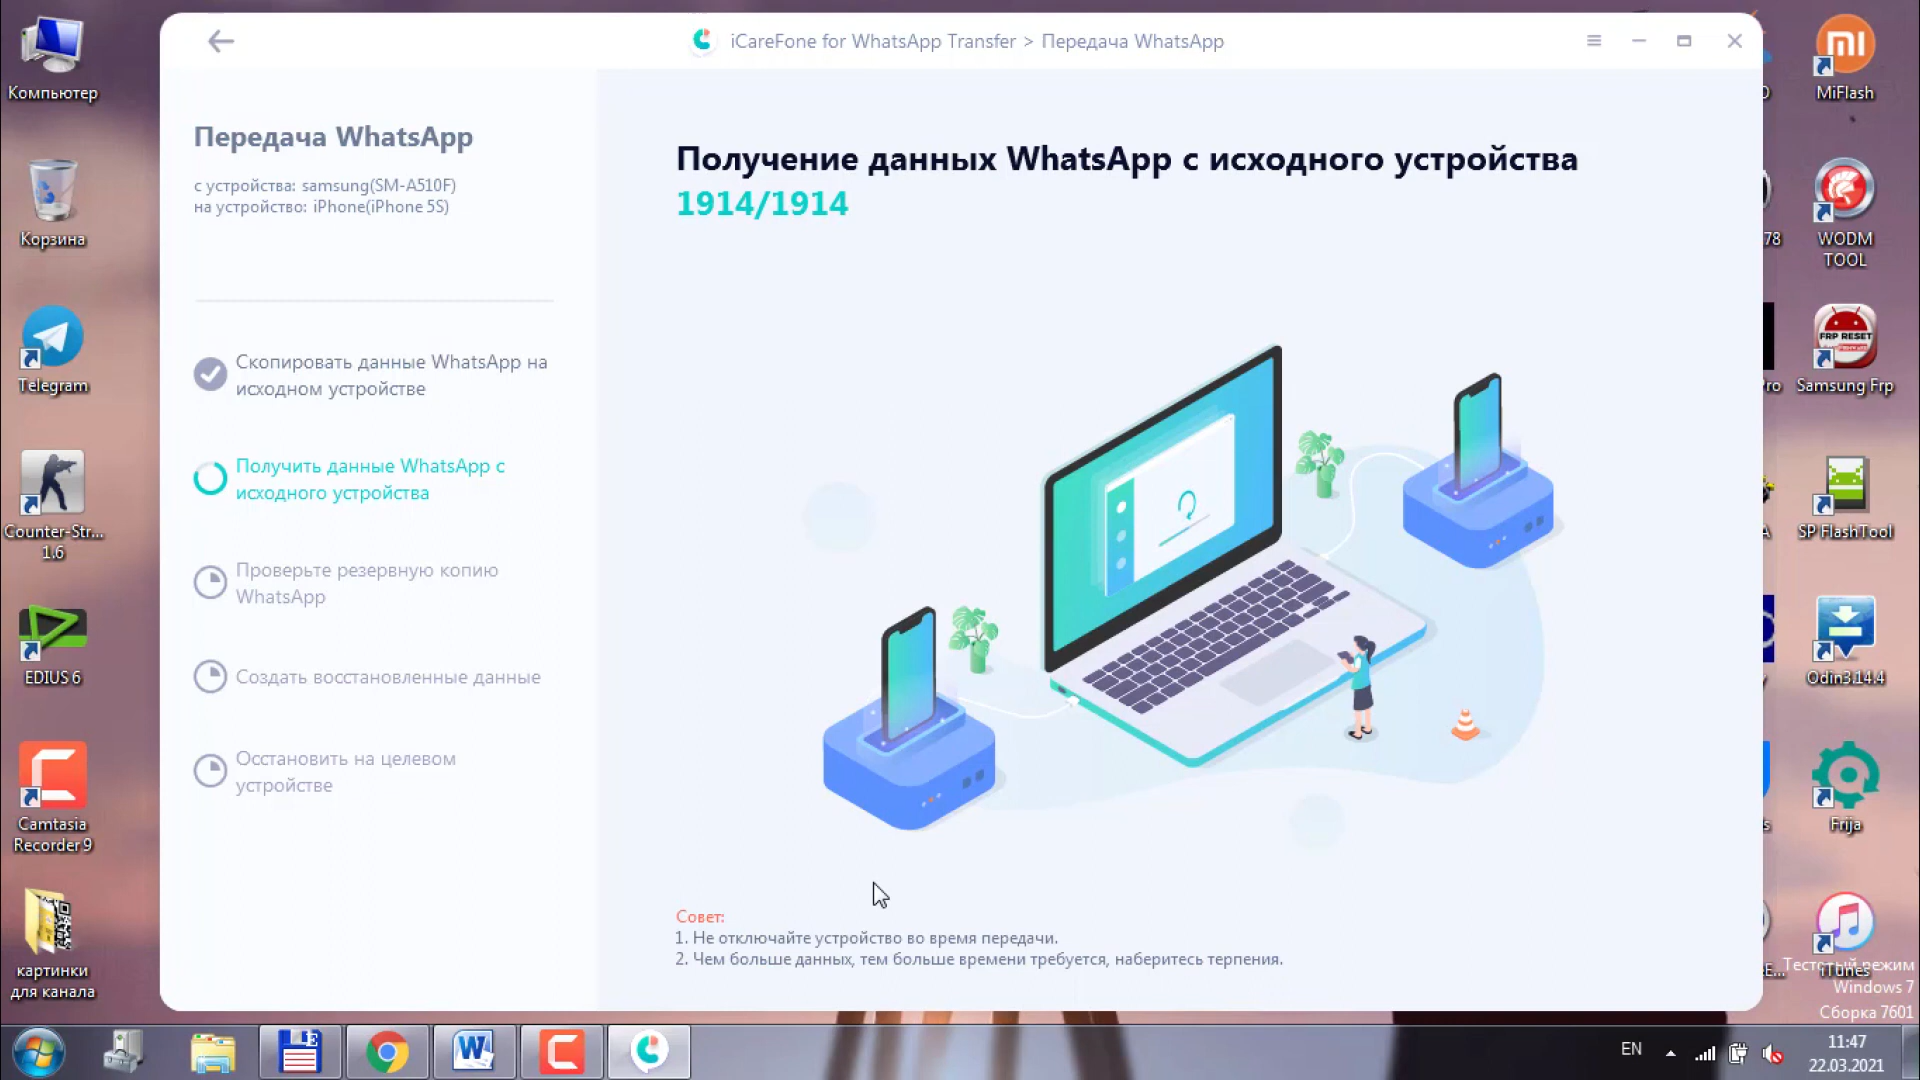 iCareFone for WhatsApp Transfer > Передача WhatsApp
Передача WhatsApp
с устройства: samsung(SM-A510F)
на устройство: iPhone(iPhone 5S)
Скопировать данные WhatsApp на
исходном устройстве
Получить данные WhatsApp с
исходного устройства
Проверьте резервную копию
WhatsApp
Создать восстановленные данные
Осстановить на целевом
устройстве
Получение данных WhatsApp с исходного устройства
1914/1914
Совет:
1. Не отключайте устройство во время передачи.
2. Чем больше данных, тем больше времени требуется, наберитесь терпения.
Компьютер
Корзина
Telegram
Counter-Str...
1.6
EDIUS 6
Camtasia
Recorder 9
картинки
для канала
MiFlash
78
WODM
TOOL
FRP RESET
Samsung Frp
SP FlashTool
Odin3.14.4
Frija
iTunes
Тестовый режим
Windows 7
Сборка 7601
EN
11:47
22.03.2021